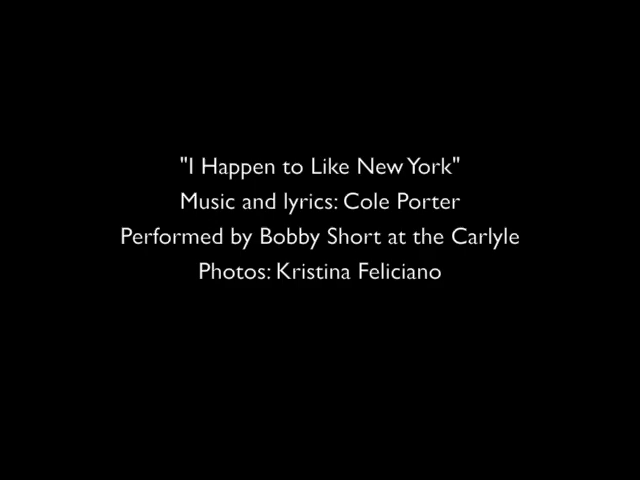 "I Happen to Like New York"
Music and lyrics: Cole Porter
Performed by Bobby Short at the Carlyle
Photos: Kristina Feliciano